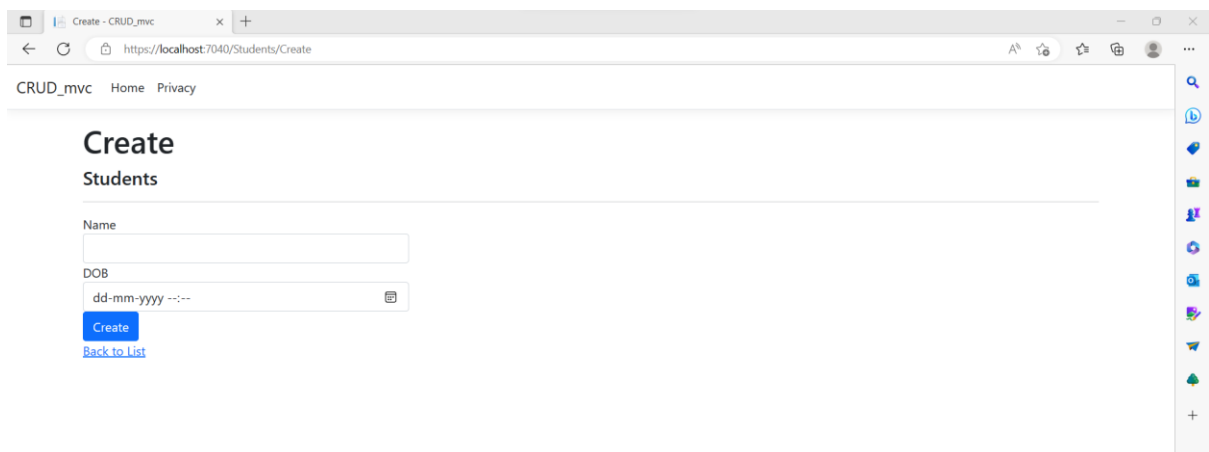 Create - CRUD_mvc
https://localhost:7040/Students/Create
CRUD_mvc Home Privacy
Create
Students
Name
DOB
dd-mm-yyyy --:--
Create
Back to List